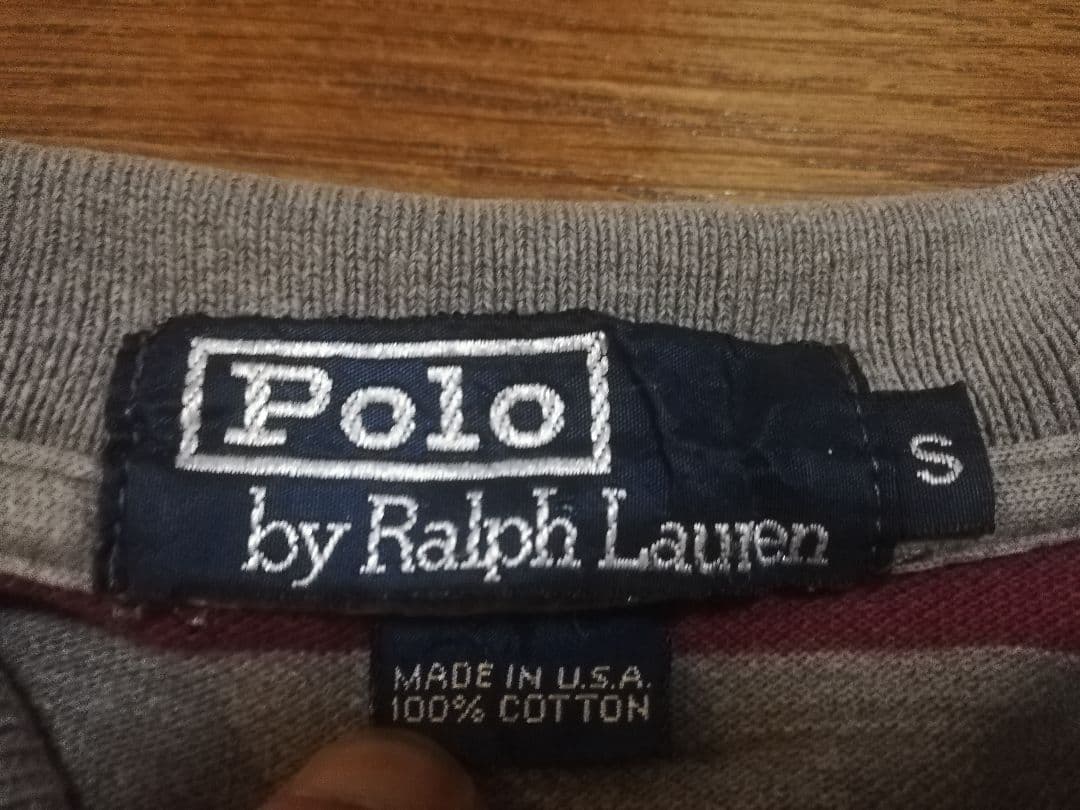 Polo
by Ralph Lauren
S
MADE IN U.S.A.
100% COTTON